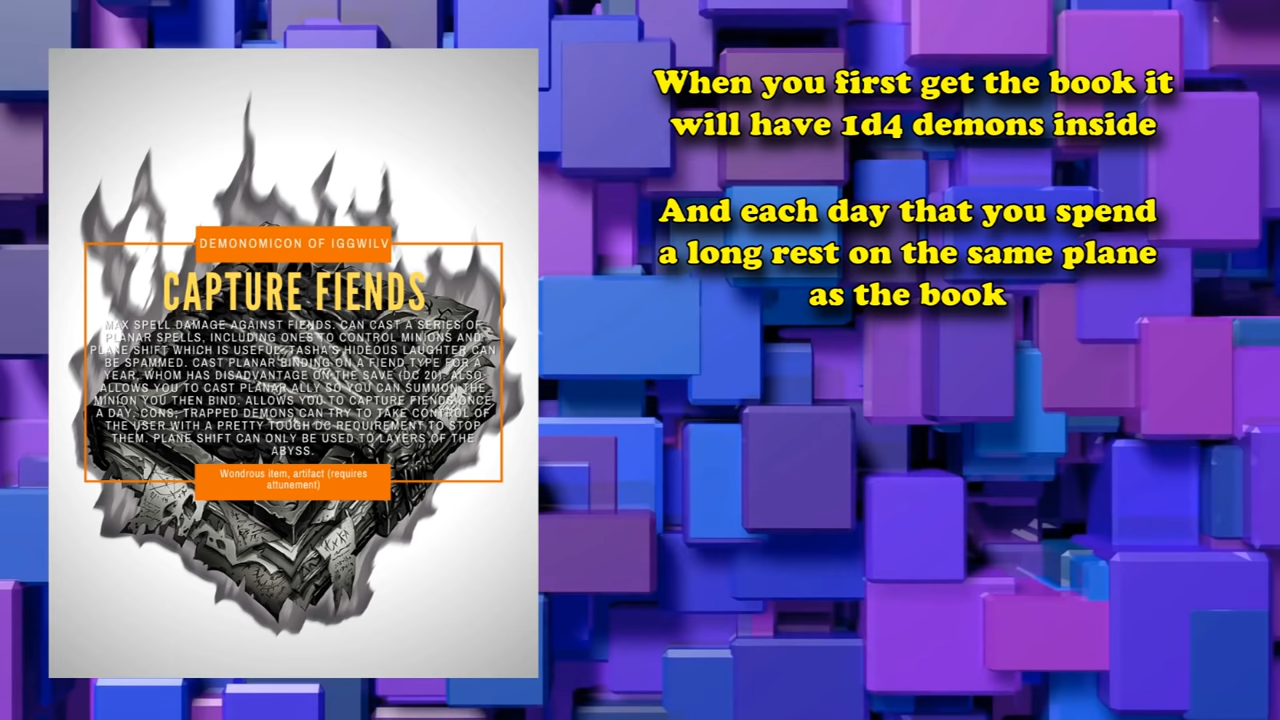 DEMONOMICON OF IGGWILV
CAPTURE FIENDS
MAX SPELL DAMAGE AGAINST FIENDS. CAN CAST A SERIES OF
PLANAR SPELLS, INCLUDING ONES TO CONTROL MINIONS AND
PLANE SHIFT WHICH IS USEFUL. TASHA'S HIDEOUS LAUGHTER CAN
BE SPAMMED. CAST PLANAR BINDING ON A FIEND TYPE FOR A
YEAR, WHOM HAS DISADVANTAGE ON THE SAVE (DC 20). ALSO
ALLOWS YOU TO CAST PLANAR ALLY SO YOU CAN SUMMON THE
MINION YOU THEN BIND. ALLOWS YOU TO CAPTURE FIENDS ONCE
A DAY. CONS; TRAPPED DEMONS CAN TRY TO TAKE CONTROL OF
THE USER WITH A PRETTY TOUGH DC REQUIREMENT TO STOP
THEM. PLANE SHIFT CAN ONLY BE USED TO LAYERS OF THE
ABYSS.
Wondrous item, artifact (requires
attunement)
When you first get the book it
will have 1d4 demons inside
And each day that you spend
a long rest on the same plane
as the book